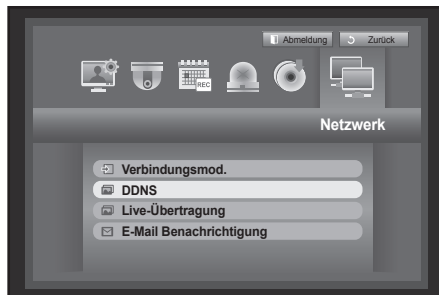 Abmeldung Zurück
REC
Netzwerk
Verbindungsmod.
DDNS
Live-Übertragung
E-Mail Benachrichtigung